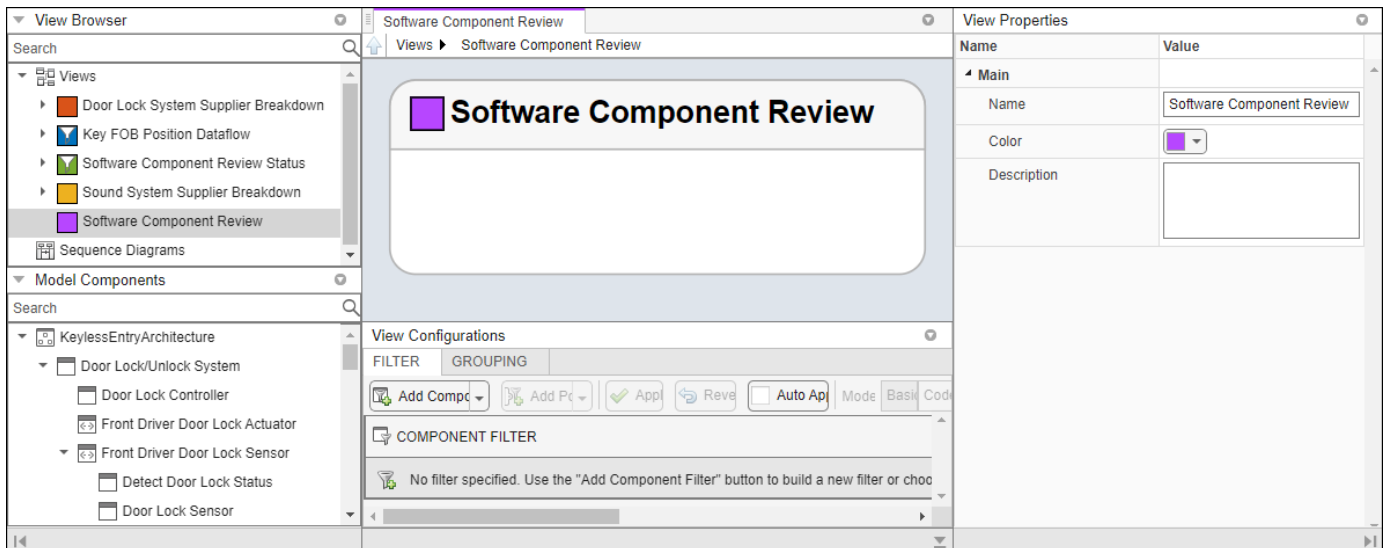 View Browser
Search
Views
Door Lock System Supplier Breakdown
Key FOB Position Dataflow
Software Component Review Status
Sound System Supplier Breakdown
Software Component Review
Sequence Diagrams
Model Components
Search
KeylessEntryArchitecture
Door Lock/Unlock System
Door Lock Controller
Front Driver Door Lock Actuator
Front Driver Door Lock Sensor
Detect Door Lock Status
Door Lock Sensor
Software Component Review
Views Software Component Review
Software Component Review
View Configurations
FILTER GROUPING
Add Compo Add Po Appl Reve Auto App Mode Basic Code
COMPONENT FILTER
No filter specified. Use the "Add Component Filter" button to build a new filter or choo
View Properties
Name Value
Main
Name Software Component Review
Color
Description